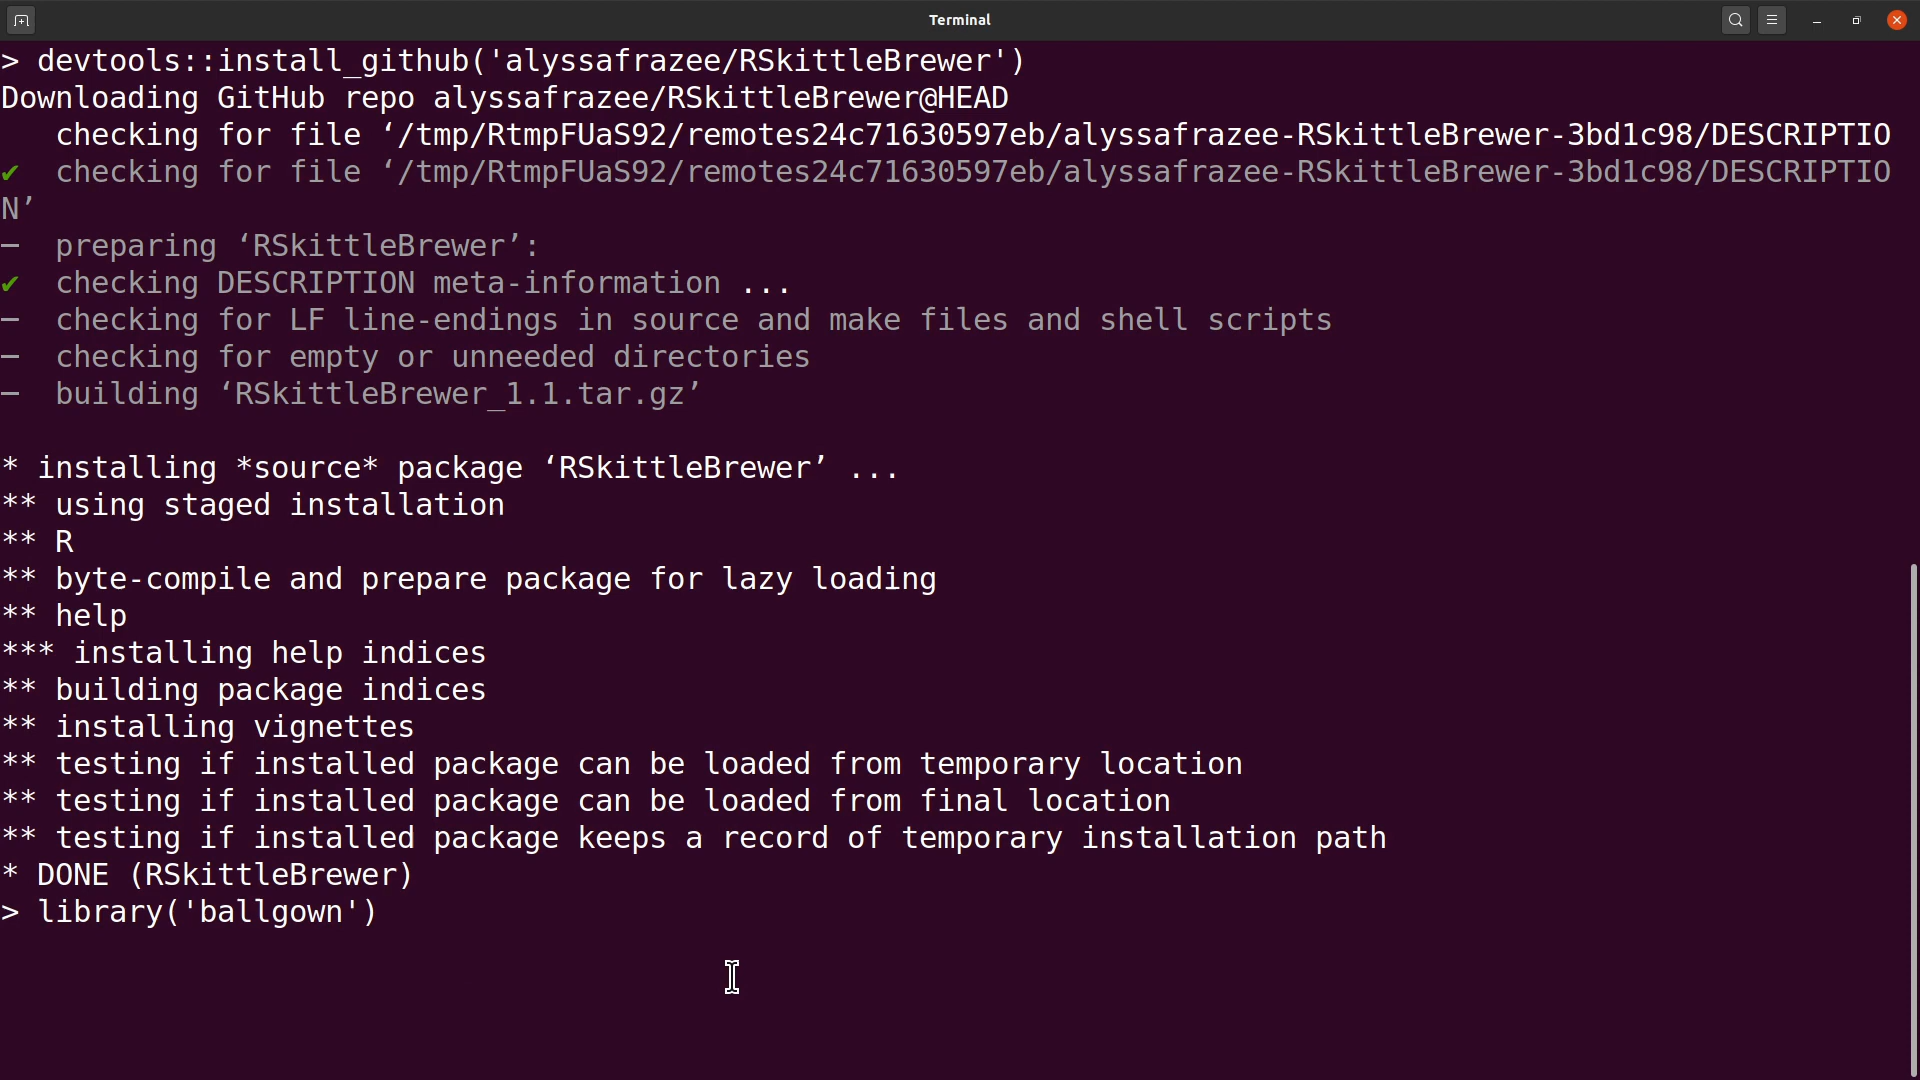 Terminal
> devtools::install_github('alyssafrazee/RSkittleBrewer')
Downloading GitHub repo alyssafrazee/RSkittleBrewer@HEAD
   checking for file ‘/tmp/RtmpFUaS92/remotes24c71630597eb/alyssafrazee-RSkittleBrewer-3bd1c98/DESCRIPTIO
✔  checking for file ‘/tmp/RtmpFUaS92/remotes24c71630597eb/alyssafrazee-RSkittleBrewer-3bd1c98/DESCRIPTIO
N’
─  preparing ‘RSkittleBrewer’:
✔  checking DESCRIPTION meta-information ...
─  checking for LF line-endings in source and make files and shell scripts
─  checking for empty or unneeded directories
─  building ‘RSkittleBrewer_1.1.tar.gz’
* installing *source* package ‘RSkittleBrewer’ ...
** using staged installation
** R
** byte-compile and prepare package for lazy loading
** help
*** installing help indices
** building package indices
** installing vignettes
** testing if installed package can be loaded from temporary location
** testing if installed package can be loaded from final location
** testing if installed package keeps a record of temporary installation path
* DONE (RSkittleBrewer)
> library('ballgown')